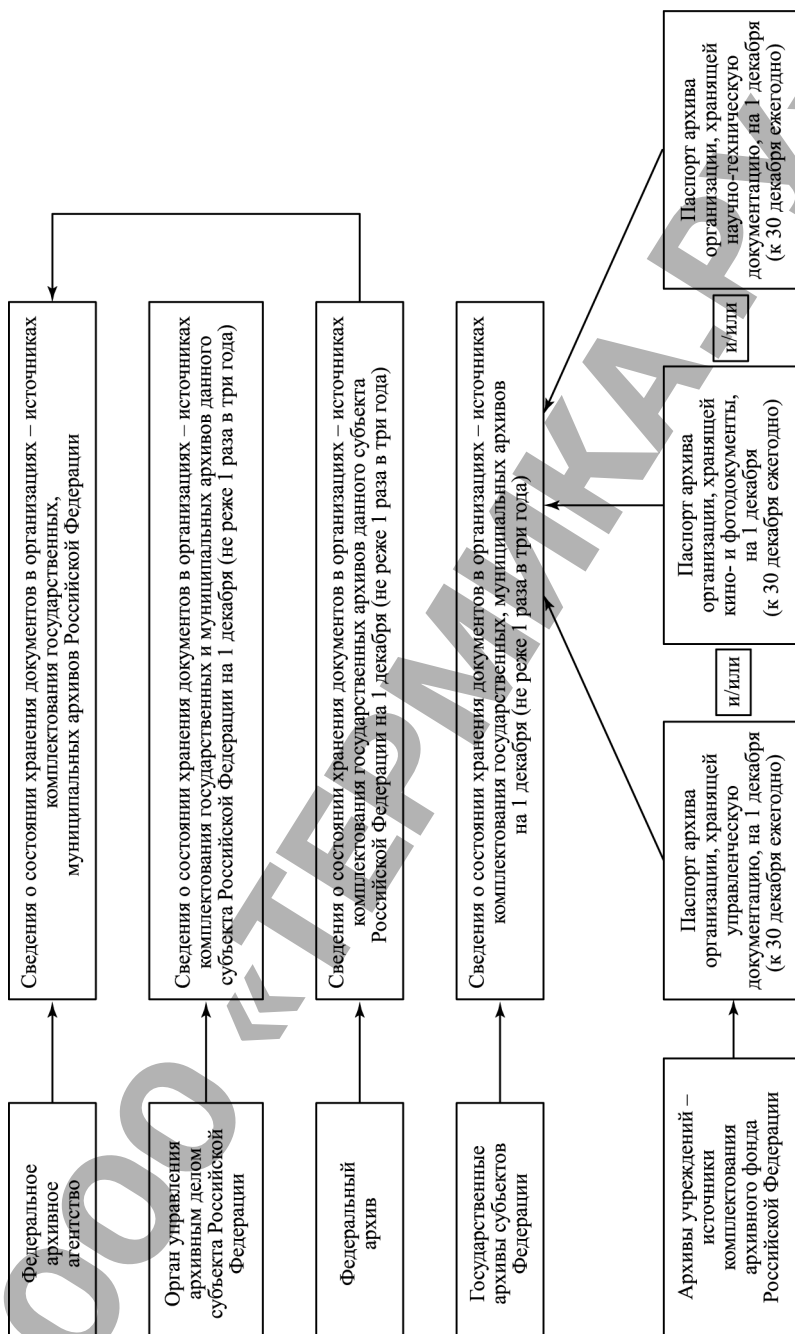 Федеральное
архивное
агентство
Сведения о состоянии хранения документов в организациях – источниках
комплектования государственных,
муниципальных архивов Российской Федерации
Орган управления
архивным делом
субъекта Российской
Федерации
Сведения о состоянии хранения документов в организациях – источниках
комплектования государственных и муниципальных архивов данного
субъекта Российской Федерации на 1 декабря (не реже 1 раза в три года)
Федеральный
архив
Сведения о состоянии хранения документов в организациях – источниках
комплектования государственных архивов данного субъекта
Российской Федерации на 1 декабря (не реже 1 раза в три года)
Государственные
архивы субъектов
Федерации
Сведения о состоянии хранения документов в организациях – источниках
комплектования государственных, муниципальных архивов
на 1 декабря (не реже 1 раза в три года)
Архивы учреждений –
источники
комплектования
архивного фонда
Российской Федерации
Паспорт архива
организации, хранящей
управленческую
документацию, на 1 декабря
(к 30 декабря ежегодно)
и/или
Паспорт архива
организации, хранящей
кино- и фотодокументы,
на 1 декабря
(к 30 декабря ежегодно)
и/или
Паспорт архива
организации, хранящей
научно-техническую
документацию, на 1 декабря
(к 30 декабря ежегодно)
ООО «ТЕРМИКА.РУ»